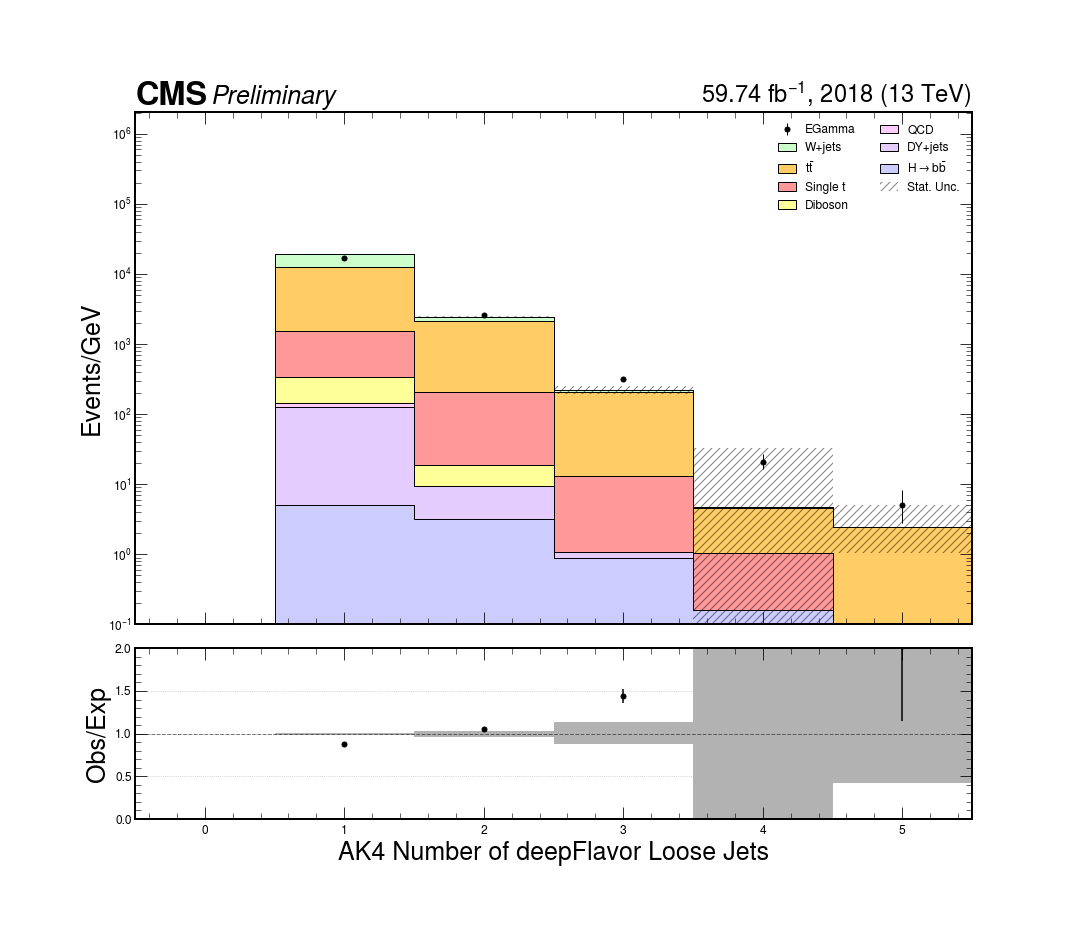 CMS Preliminary
59.74 fb⁻¹, 2018 (13 TeV)
EGamma
W+jets
tt̄
Single t
Diboson
QCD
DY+jets
H→bb̄
Stat. Unc.
Events/GeV
10⁶
10⁵
10⁴
10³
10²
10¹
10⁰
10⁻¹
Obs/Exp
2.0
1.5
1.0
0.5
0.0
0 1 2 3 4 5
AK4 Number of deepFlavor Loose Jets